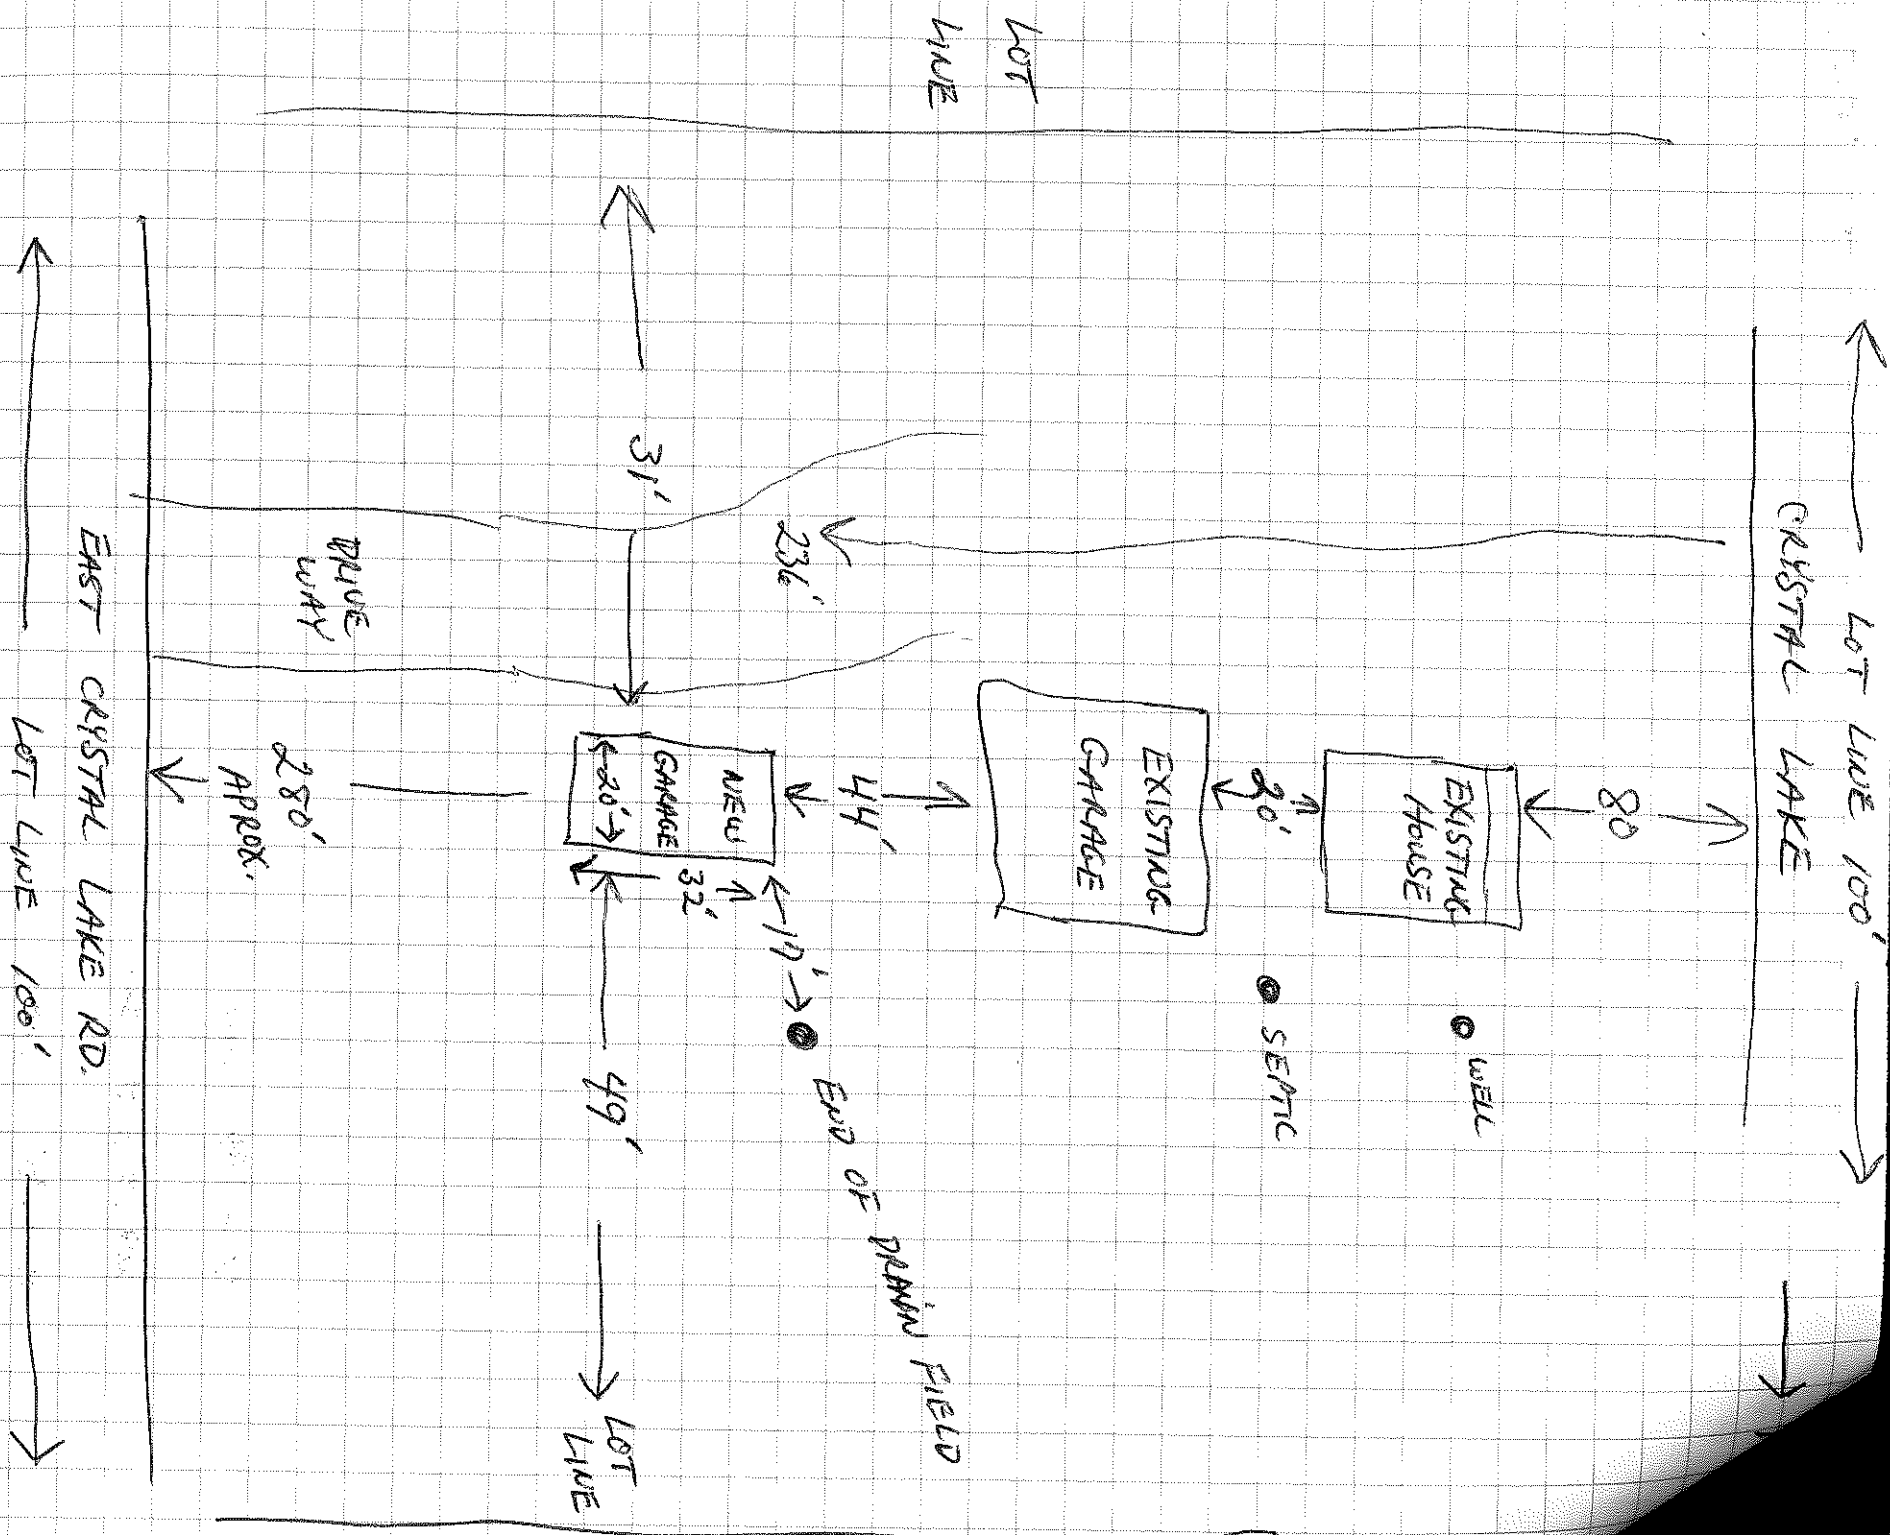 LOT LINE 100'
CRYSTAL LAKE
80
EXISTING
HOUSE
WELL
20'
SEPTIC
EXISTING
GARAGE
44'
236'
END OF DRAIN FIELD
17'
NEW
GARAGE
20'
32'
31'
49'
LOT
LINE
LOT
LINE
DRIVE
WAY
280'
APROX.
EAST CRYSTAL LAKE RD.
LOT LINE 100'